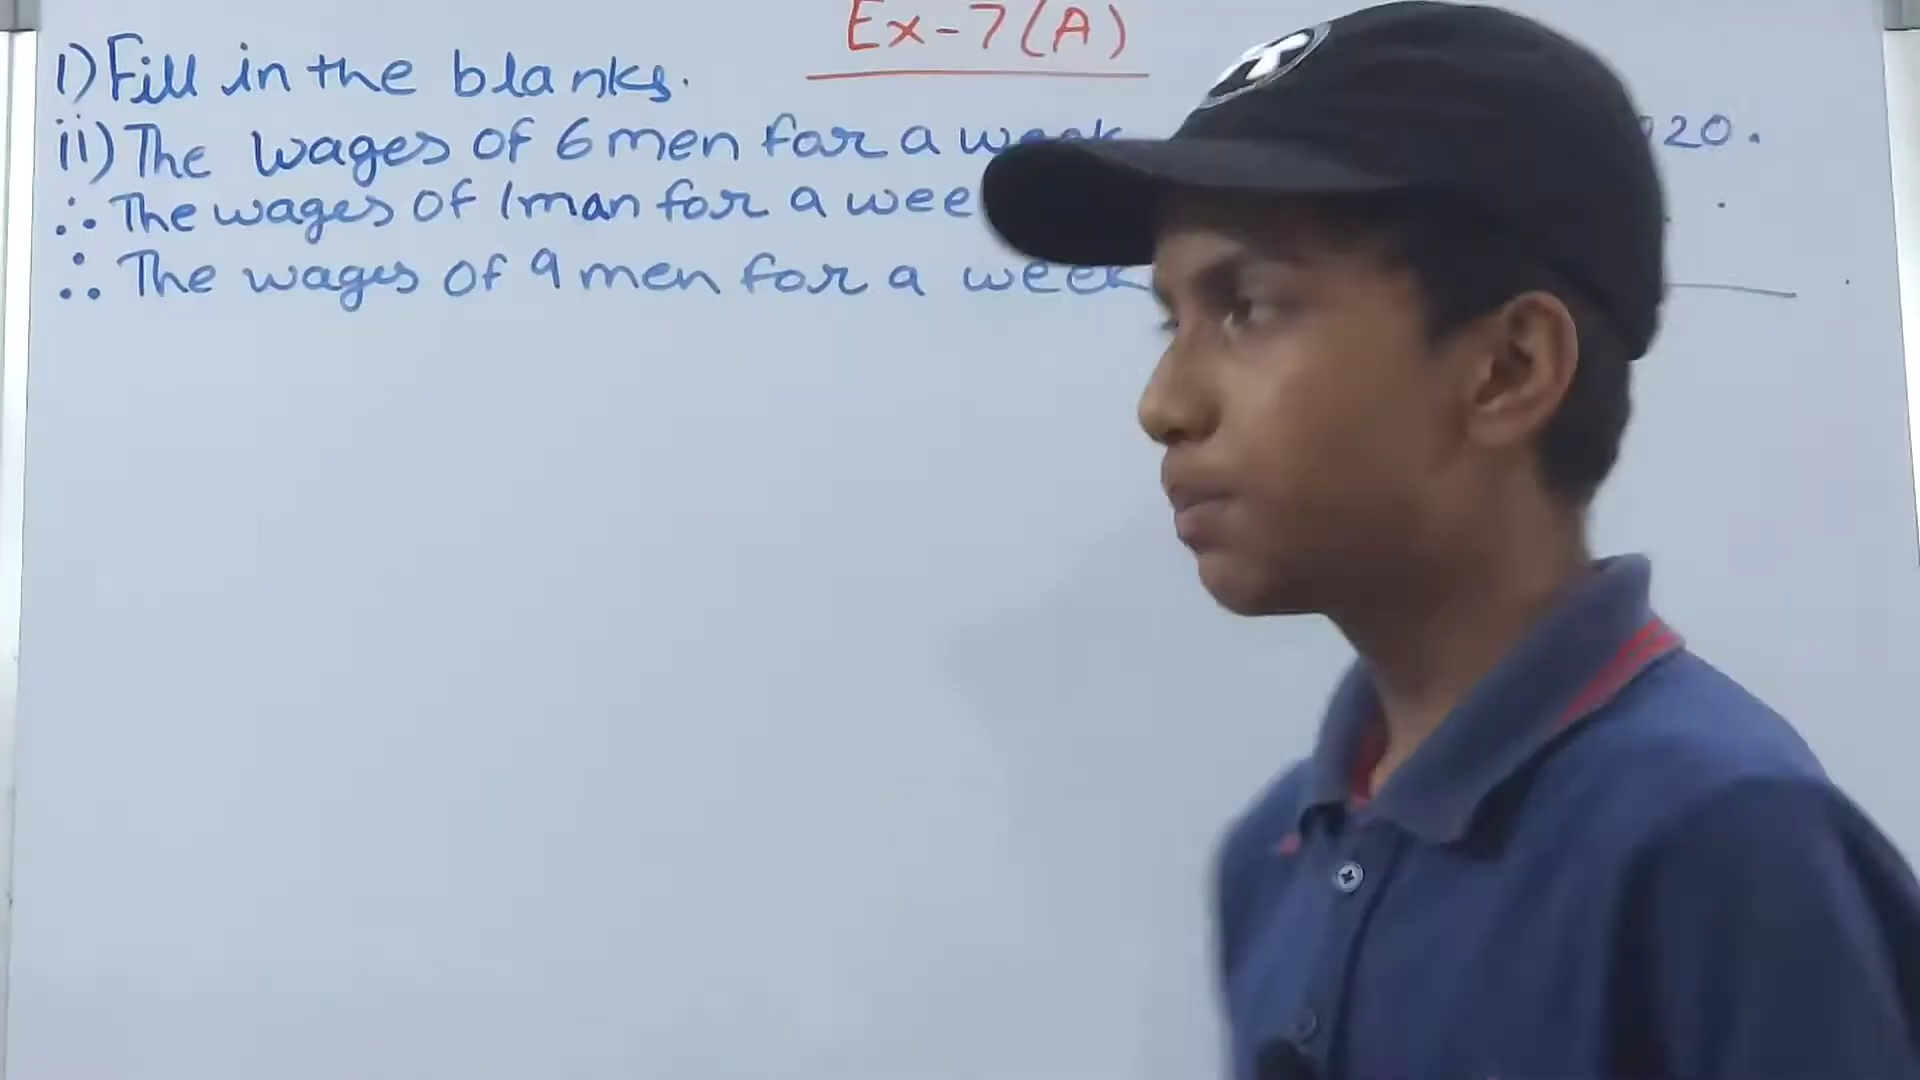 Ex-7(A)
1) Fill in the blanks.
ii) The wages of 6 men for a week 20.
∴ The wages of 1 man for a
∴ The wages of 9 men for a week